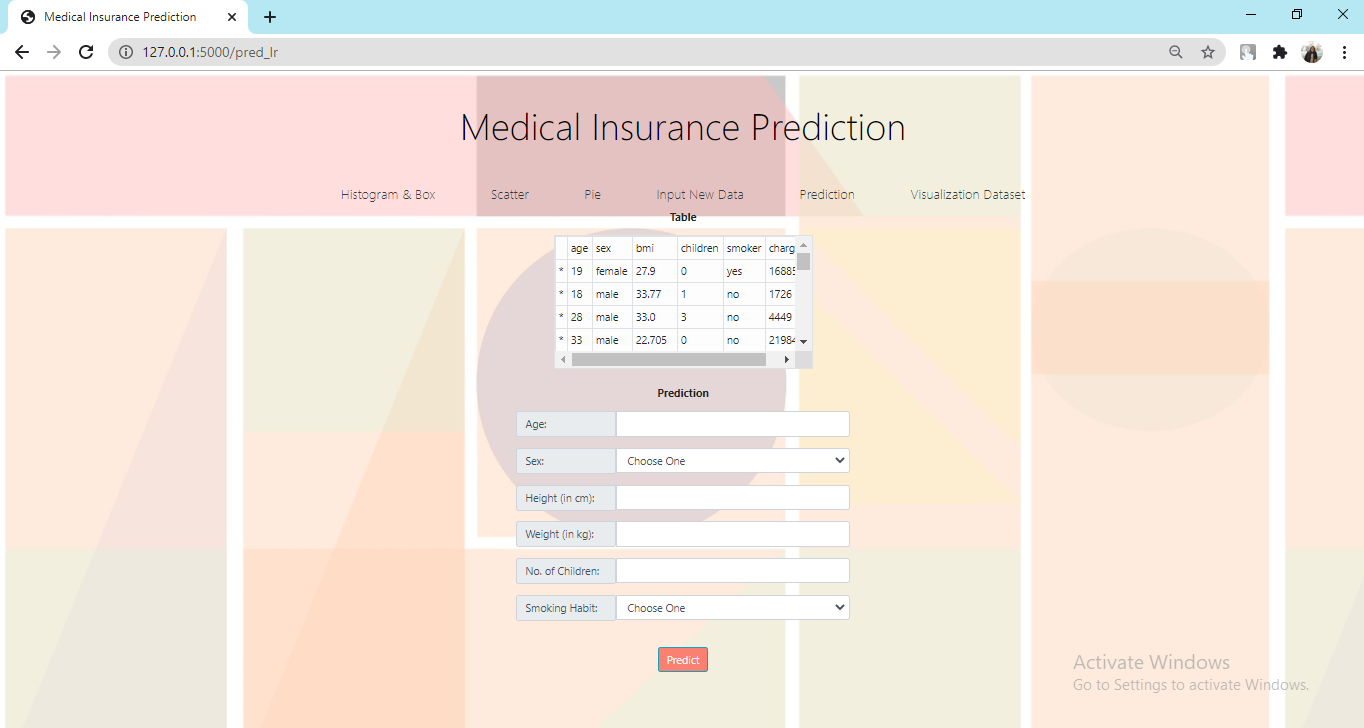 Medical Insurance Prediction
127.0.0.1:5000/pred_lr
Medical Insurance Prediction
Histogram & Box Scatter Pie Input New Data Prediction Visualization Dataset
Table
age sex bmi children smoker charg
* 19 female 27.9 0 yes 16885
* 18 male 33.77 1 no 1726
* 28 male 33.0 3 no 4449
* 33 male 22.705 0 no 21984
Prediction
Age:
Sex: Choose One
Height (in cm):
Weight (in kg):
No. of Children:
Smoking Habit: Choose One
Predict
Activate Windows
Go to Settings to activate Windows.